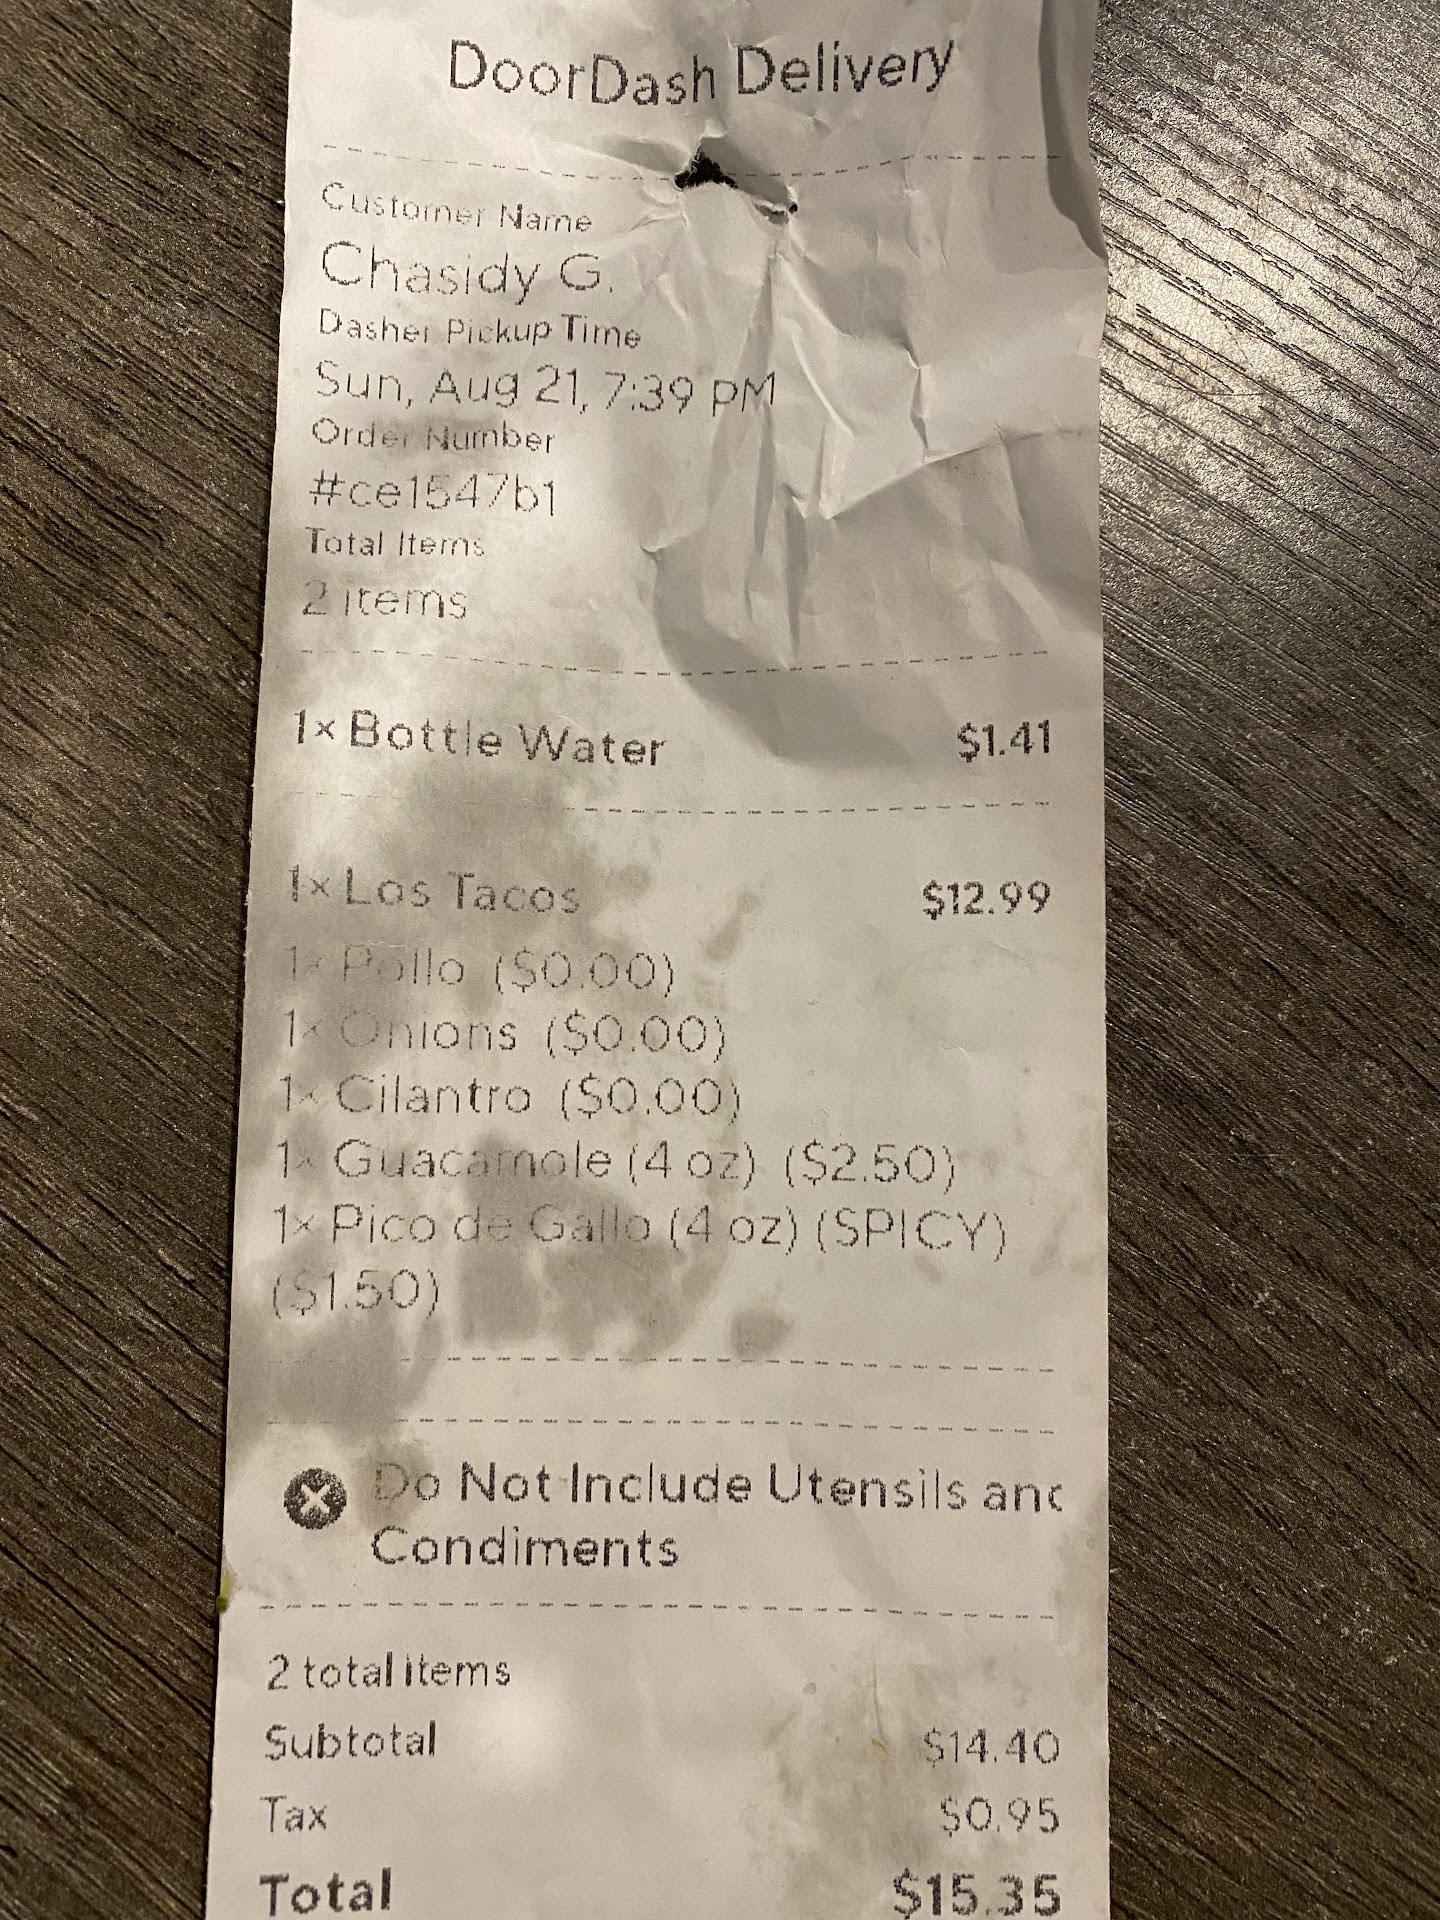 DoorDash Delivery
Customer Name
Chasidy G.
Dasher Pickup Time
Sun, Aug 21, 7:39 PM
Order Number
#ce1547b1
Total Items
2 items
1x Bottle Water $1.41
1x Los Tacos $12.99
1x Pollo ($0.00)
1x Onions ($0.00)
1x Cilantro ($0.00)
1x Guacamole (4 oz) ($2.50)
1x Pico de Gallo (4 oz) (SPICY)
($1.50)
Do Not Include Utensils and
Condiments
2 total items
Subtotal $14.40
Tax $0.95
Total $15.35